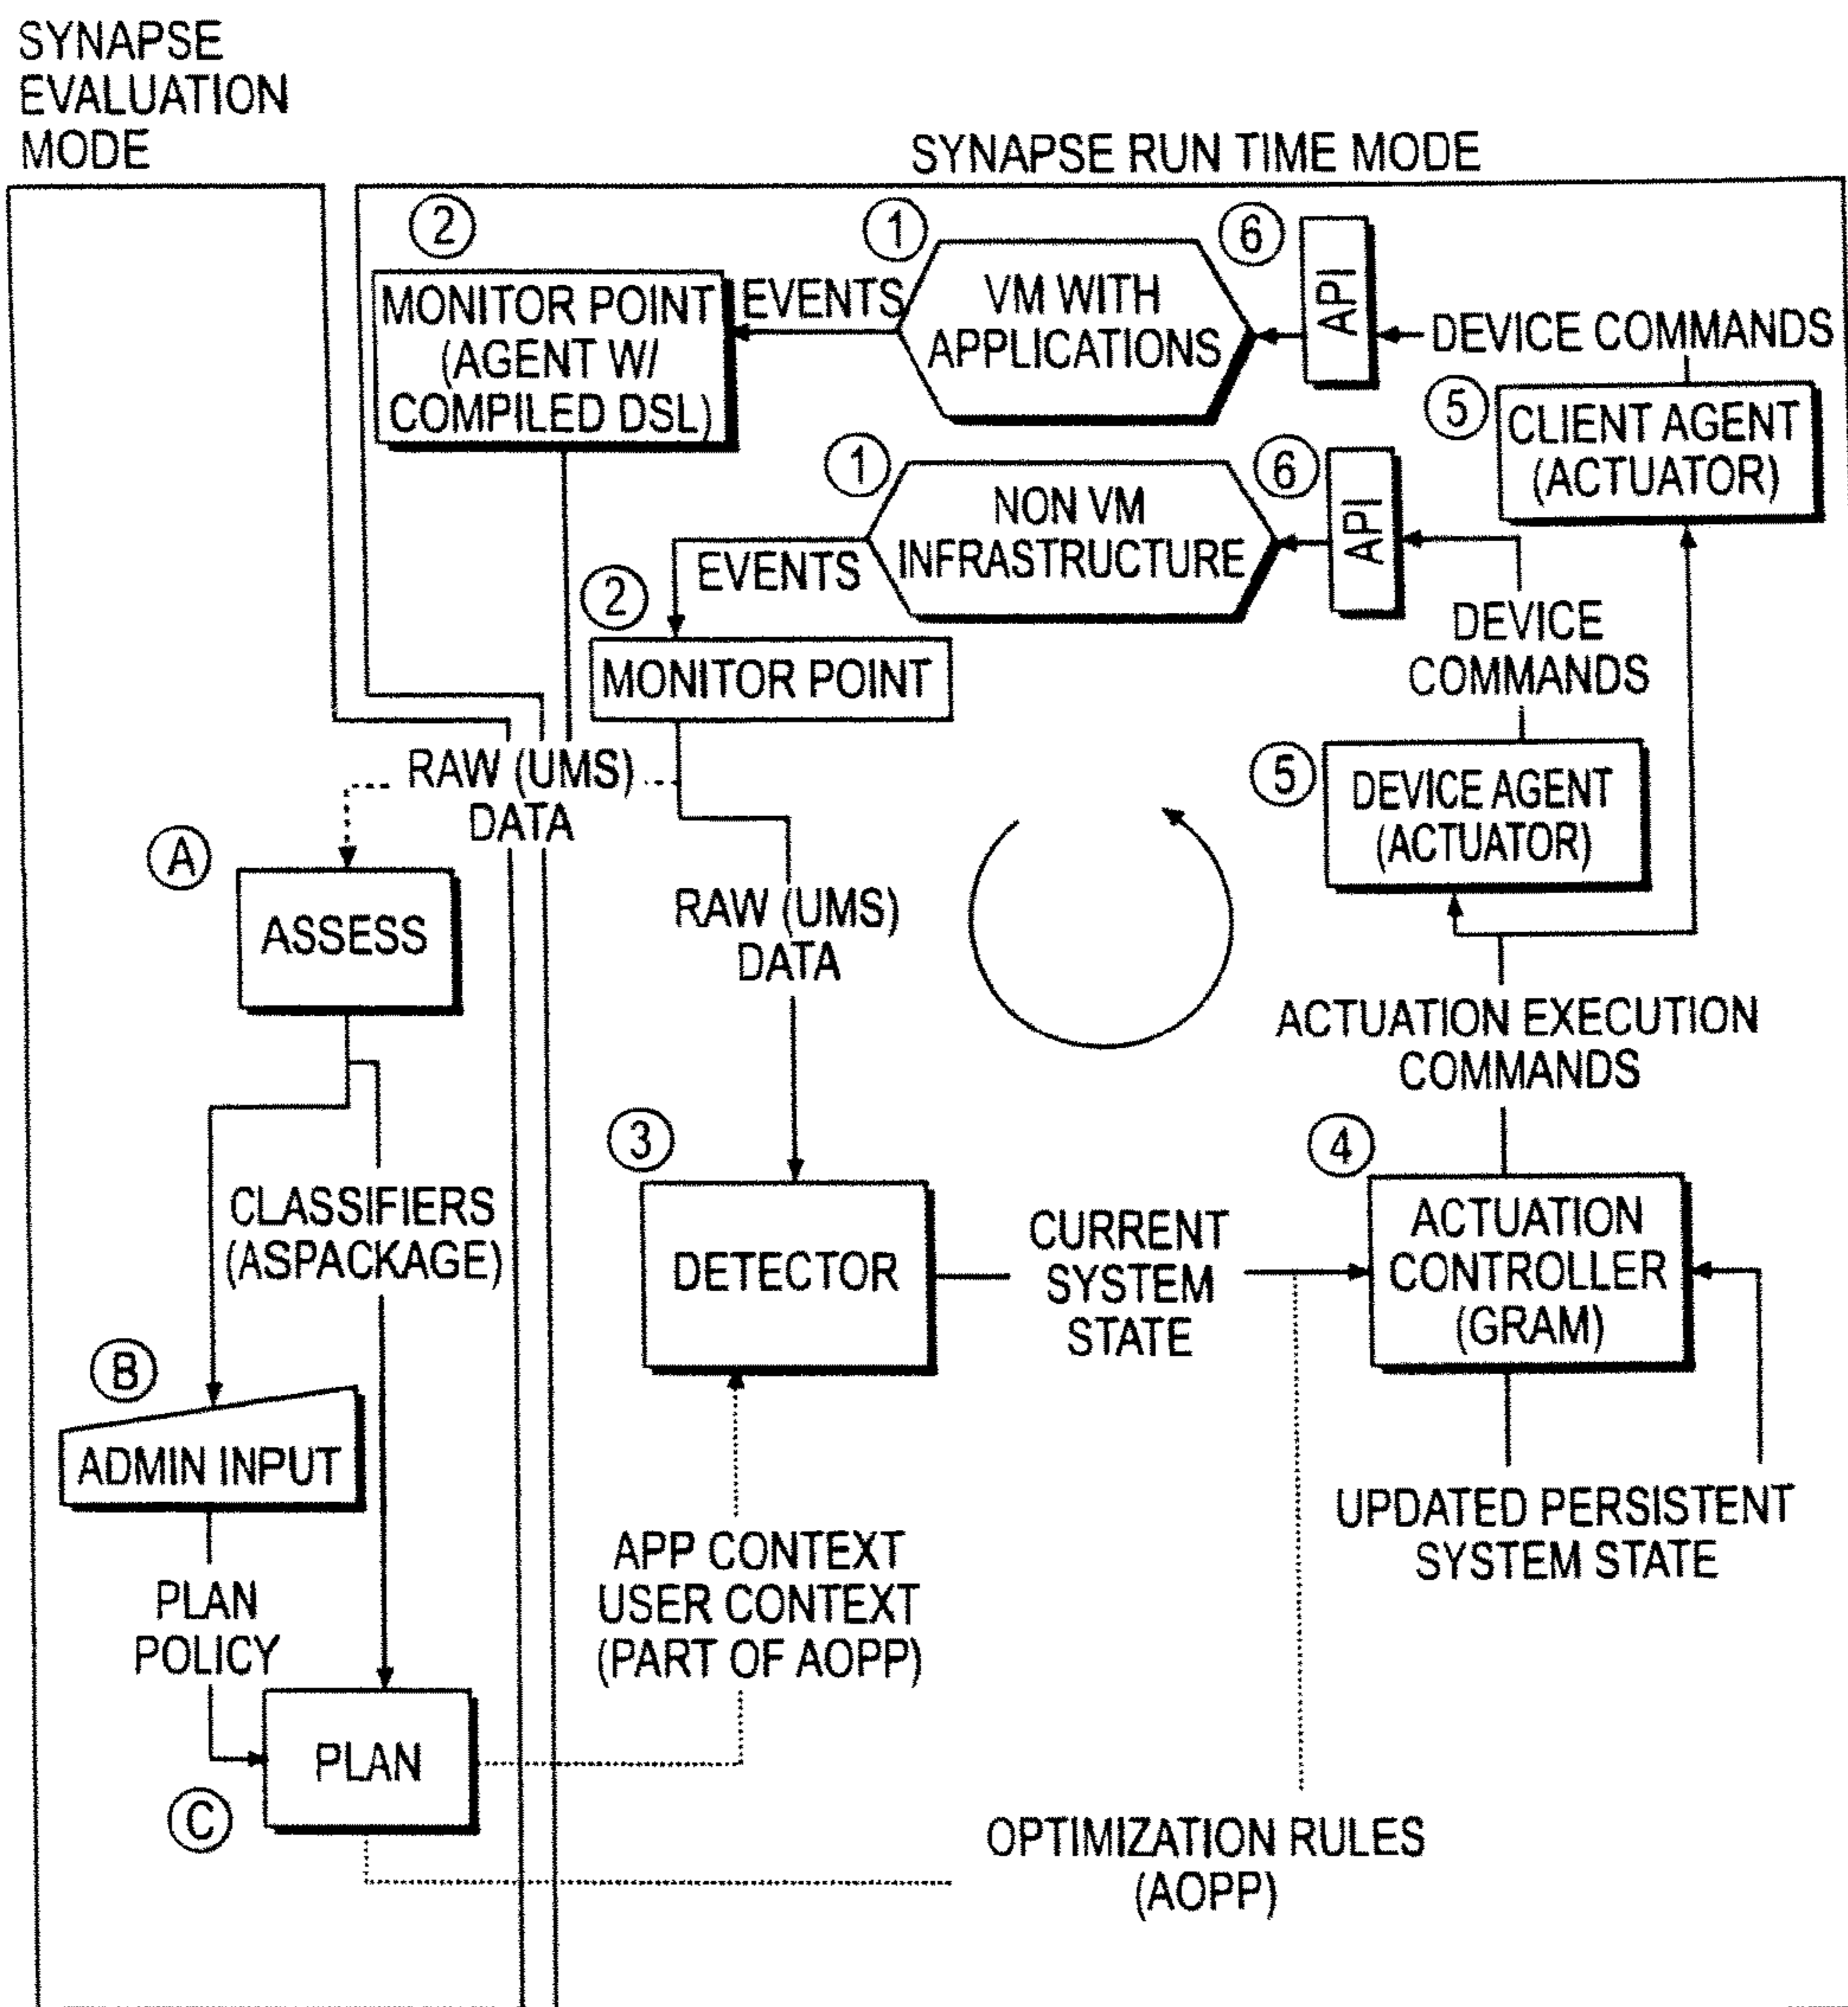 SYNAPSE
EVALUATION
MODE
SYNAPSE RUN TIME MODE
2
MONITOR POINT
(AGENT W/
COMPILED DSL)
EVENTS
1
VM WITH
APPLICATIONS
6
API
DEVICE COMMANDS
5
CLIENT AGENT
(ACTUATOR)
1
NON VM
INFRASTRUCTURE
6
API
EVENTS
2
MONITOR POINT
DEVICE
COMMANDS
5
DEVICE AGENT
(ACTUATOR)
RAW (UMS)
DATA
A
ASSESS
RAW (UMS)
DATA
ACTUATION EXECUTION
COMMANDS
CLASSIFIERS
(ASPACKAGE)
3
DETECTOR
CURRENT
SYSTEM
STATE
4
ACTUATION
CONTROLLER
(GRAM)
B
ADMIN INPUT
UPDATED PERSISTENT
SYSTEM STATE
PLAN
POLICY
APP CONTEXT
USER CONTEXT
(PART OF AOPP)
PLAN
C
OPTIMIZATION RULES
(AOPP)